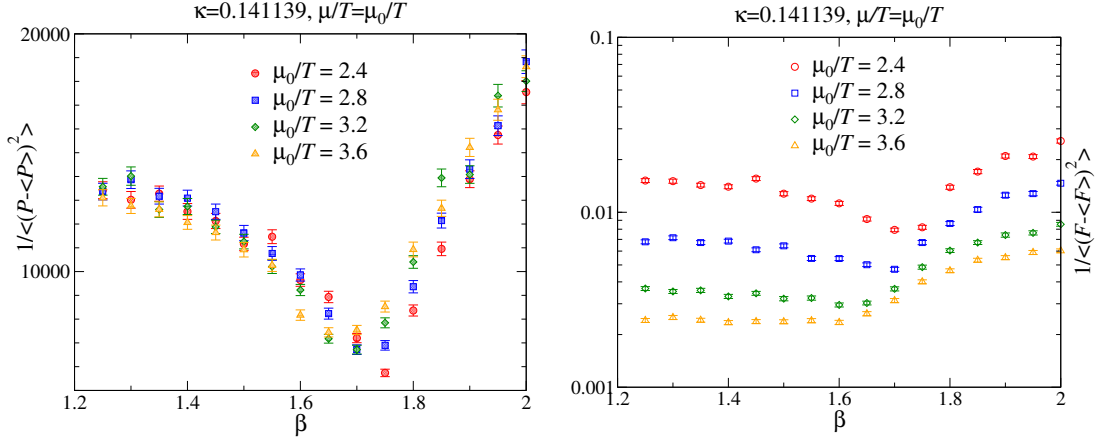 κ=0.141139, μ/T=μ₀/T
20000
10000
1/<(P-<P>)²>
μ₀/T = 2.4
μ₀/T = 2.8
μ₀/T = 3.2
μ₀/T = 3.6
1.2 1.4 1.6 1.8 2
β
κ=0.141139, μ/T=μ₀/T
0.1
0.01
0.001
μ₀/T = 2.4
μ₀/T = 2.8
μ₀/T = 3.2
μ₀/T = 3.6
1/<(F-<F>)²>
1.2 1.4 1.6 1.8 2
β